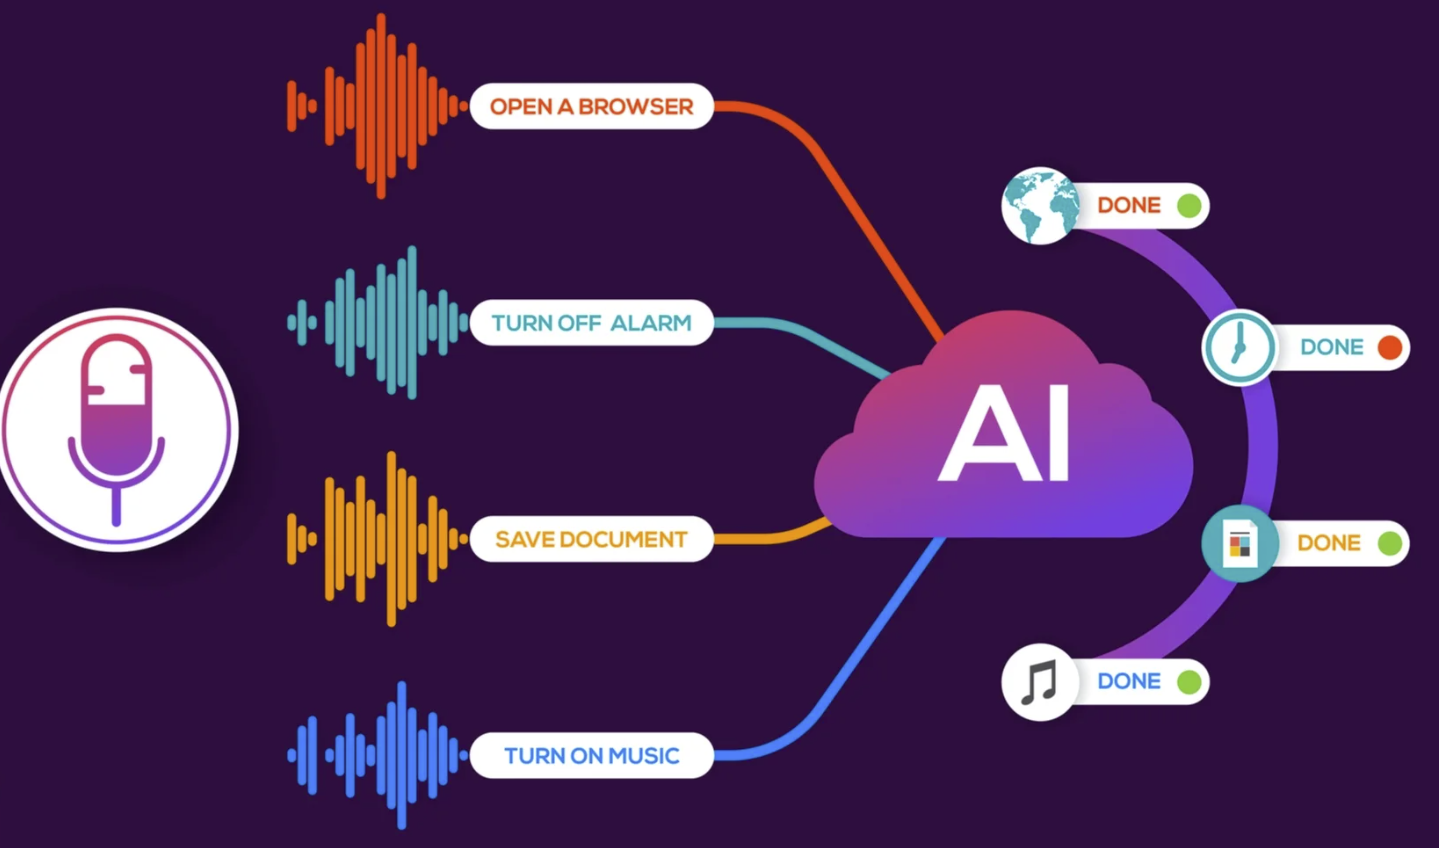 OPEN A BROWSER
TURN OFF ALARM
SAVE DOCUMENT
TURN ON MUSIC
AI
DONE
DONE
DONE
DONE